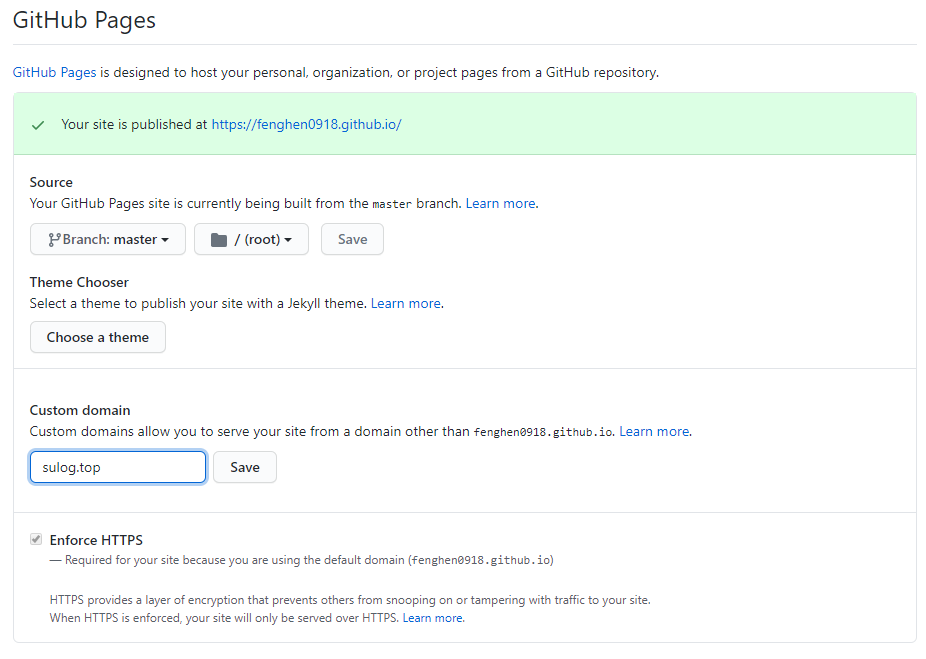 GitHub Pages
GitHub Pages is designed to host your personal, organization, or project pages from a GitHub repository.
Your site is published at https://fenghen0918.github.io/
Source
Your GitHub Pages site is currently being built from the master branch. Learn more.
Branch: master
/ (root)
Save
Theme Chooser
Select a theme to publish your site with a Jekyll theme. Learn more.
Choose a theme
Custom domain
Custom domains allow you to serve your site from a domain other than fenghen0918.github.io. Learn more.
sulog.top
Save
Enforce HTTPS
— Required for your site because you are using the default domain (fenghen0918.github.io)
HTTPS provides a layer of encryption that prevents others from snooping on or tampering with traffic to your site.
When HTTPS is enforced, your site will only be served over HTTPS. Learn more.